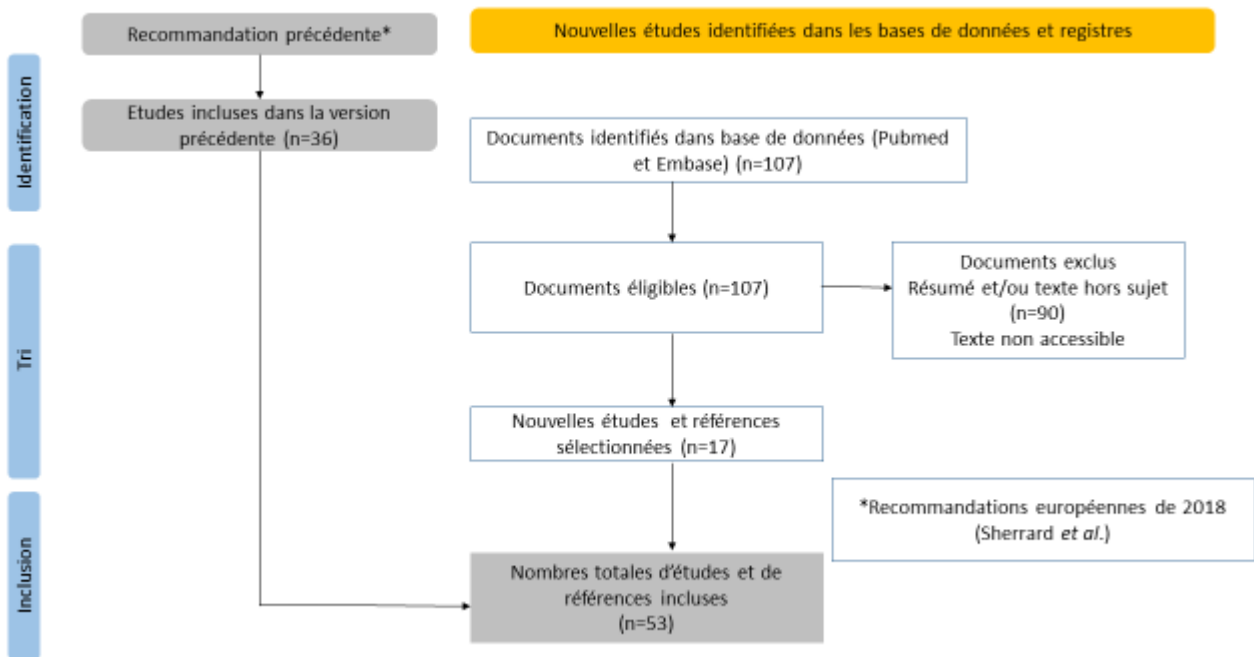 Recommandation précédente*
Nouvelles études identifiées dans les bases de données et registres
Identification
Etudes incluses dans la version
précédente (n=36)
Documents identifiés dans base de données (Pubmed
et Embase) (n=107)
Tri
Documents éligibles (n=107)
Documents exclus
Résumé et/ou texte hors sujet
(n=90)
Texte non accessible
Nouvelles études et références
sélectionnées (n=17)
Inclusion
*Recommandations européennes de 2018
(Sherrard et al.)
Nombres totales d'études et de
références incluses
(n=53)